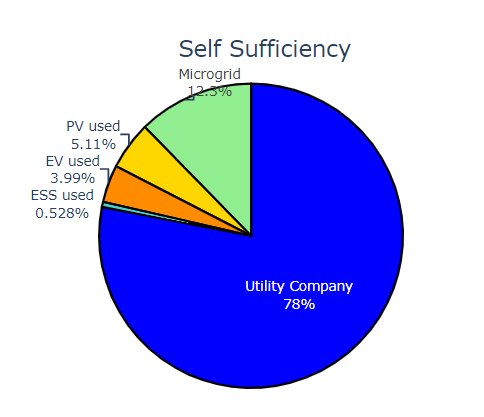 Self Sufficiency
Microgrid
12.3%
PV used
5.11%
EV used
3.99%
ESS used
0.528%
Utility Company
78%